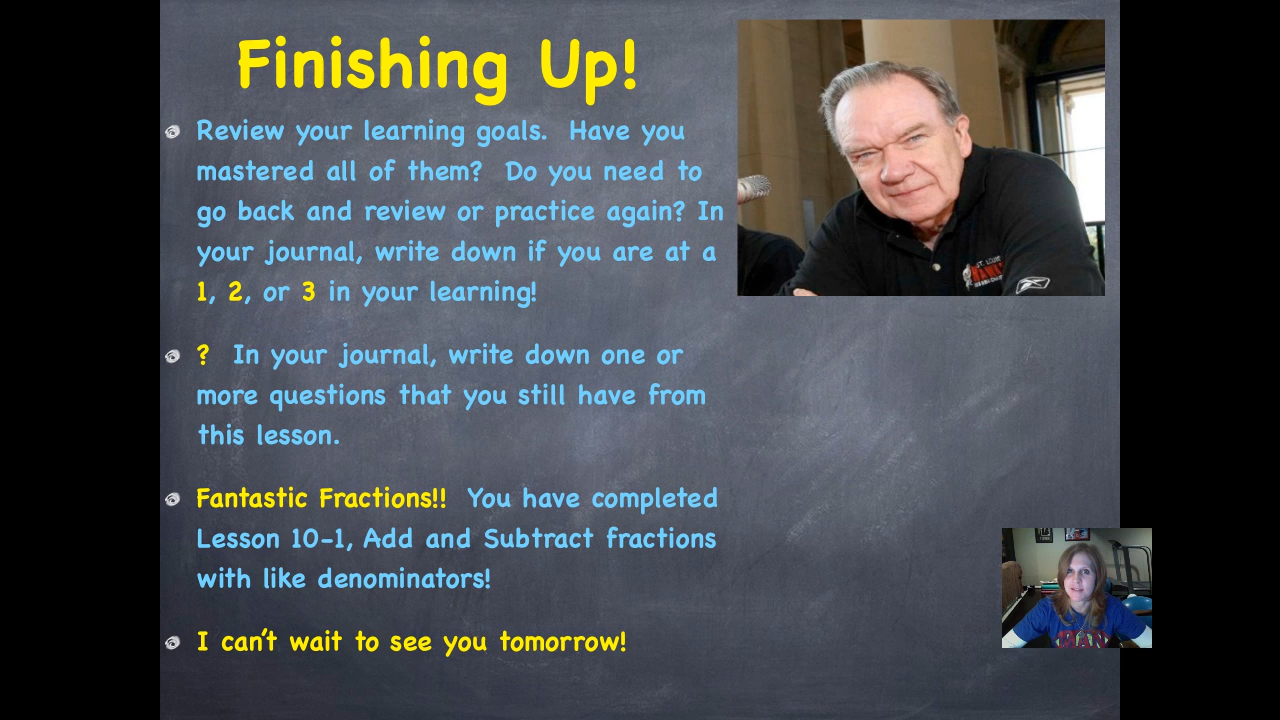 Finishing Up!
Review your learning goals. Have you
mastered all of them? Do you need to
go back and review or practice again? In
your journal, write down if you are at a
1, 2, or 3 in your learning!
? In your journal, write down one or
more questions that you still have from
this lesson.
Fantastic Fractions!! You have completed
Lesson 10-1, Add and Subtract fractions
with like denominators!
I can't wait to see you tomorrow!